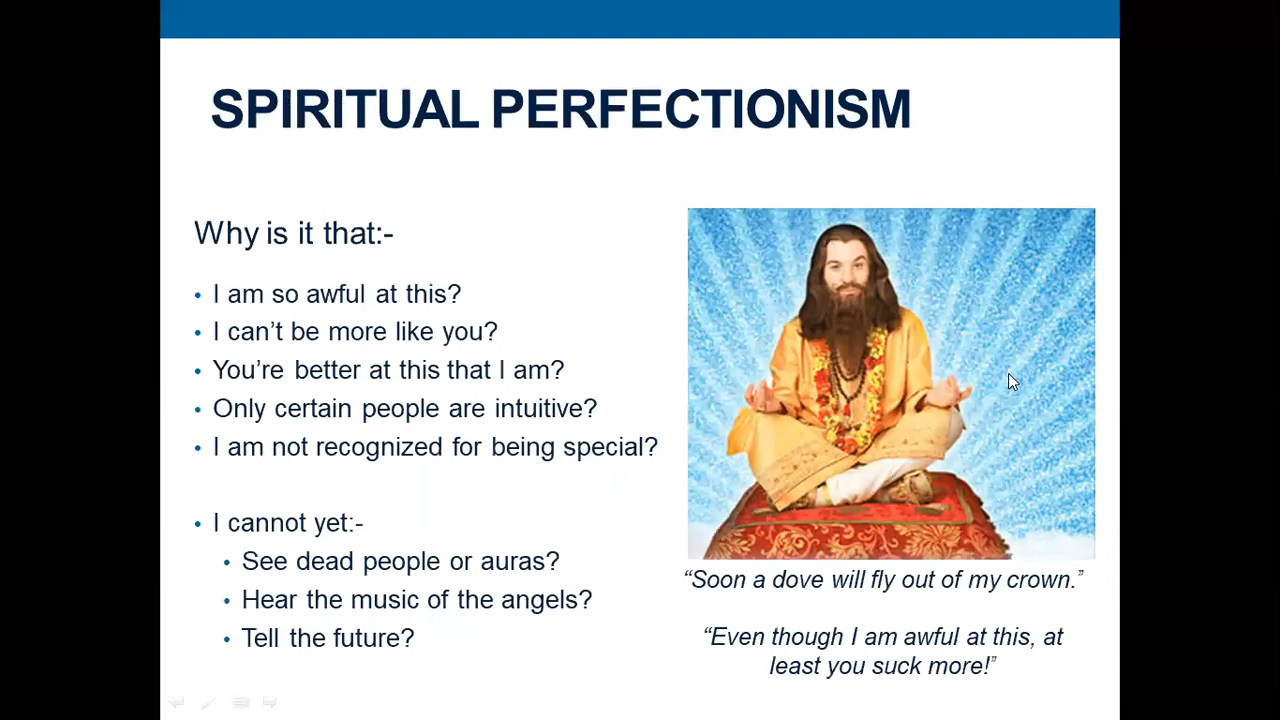 SPIRITUAL PERFECTIONISM
Why is it that:-
• I am so awful at this?
• I can’t be more like you?
• You’re better at this that I am?
• Only certain people are intuitive?
• I am not recognized for being special?
• I cannot yet:-
• See dead people or auras?
• Hear the music of the angels?
• Tell the future?
“Soon a dove will fly out of my crown.”
“Even though I am awful at this, at
least you suck more!”